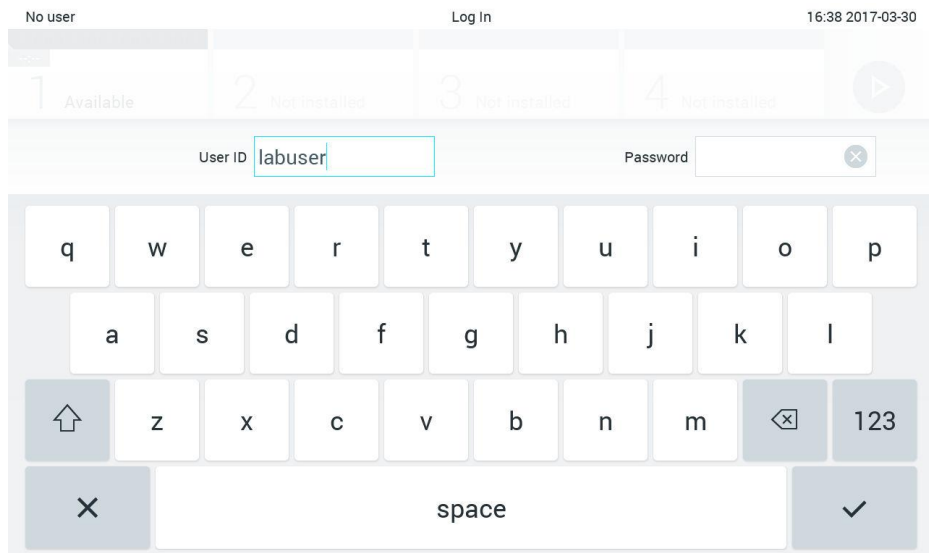 No user Log In 16:38 2017-03-30
1 Available 2 Not installed 3 Not installed 4 Not installed
User ID labuser Password
q w e r t y u i o p
a s d f g h j k l
z x c v b n m 123
space